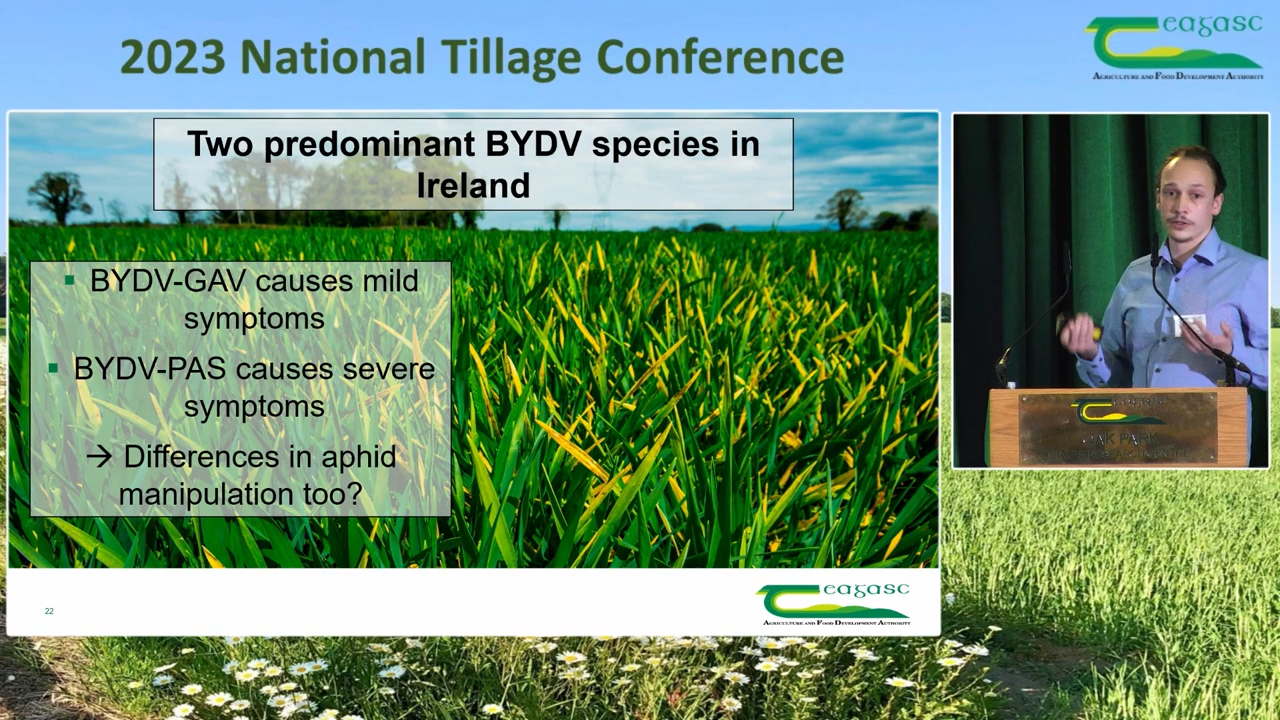 2023 National Tillage Conference
Teagasc
AGRICULTURE AND FOOD DEVELOPMENT AUTHORITY
Two predominant BYDV species in
Ireland
▪ BYDV-GAV causes mild
symptoms
▪ BYDV-PAS causes severe
symptoms
→ Differences in aphid
manipulation too?
22
Teagasc
AGRICULTURE AND FOOD DEVELOPMENT AUTHORITY
Teagasc
OAK PARK